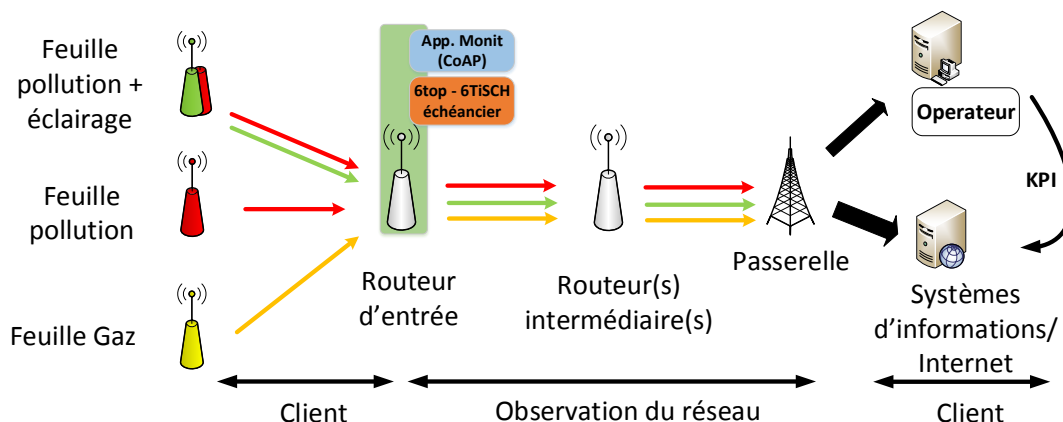 Feuille
pollution +
éclairage
Feuille
pollution
Feuille Gaz
App. Monit
(CoAP)
6top - 6TiSCH
échéancier
Routeur
d'entrée
Routeur(s)
intermédiaire(s)
Passerelle
Operateur
KPI
Systèmes
d'informations/
Internet
Client
Observation du réseau
Client